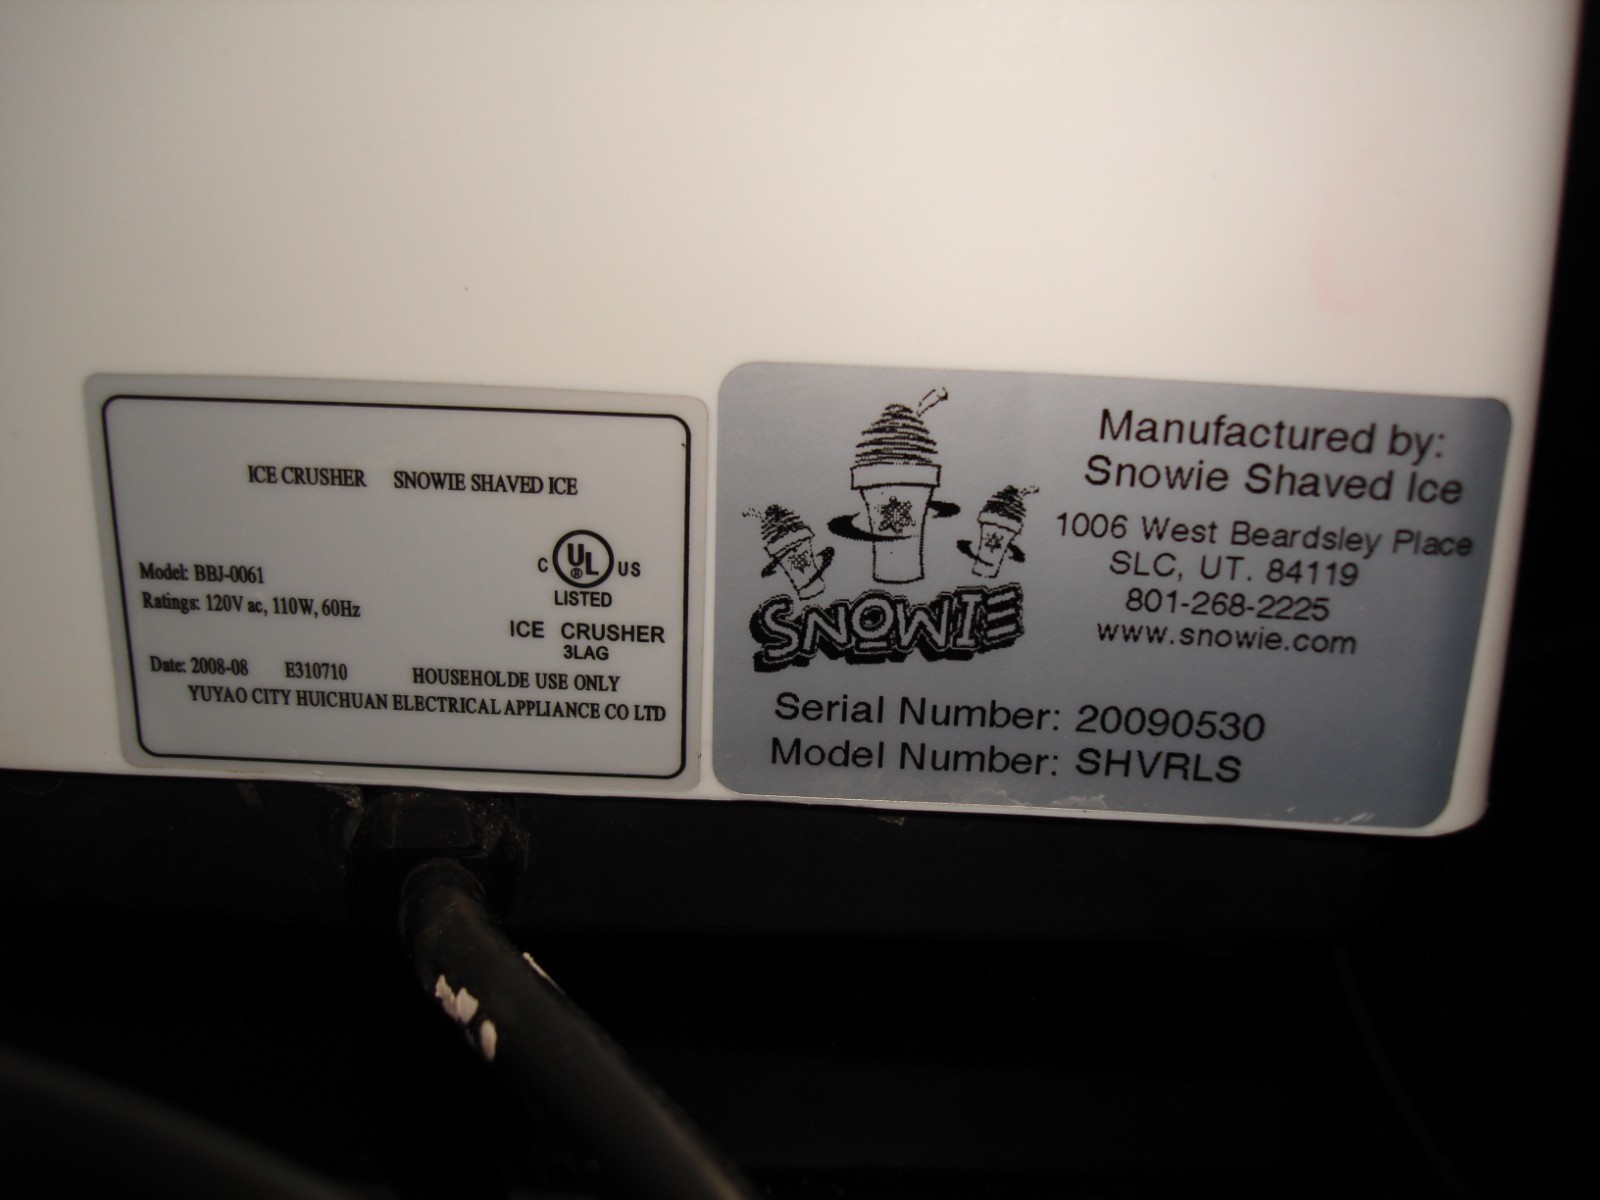 ICE CRUSHER SNOWIE SHAVED ICE
C UL ® US
LISTED
Model: BBJ-0061
Ratings: 120V ac, 110W, 60Hz
ICE CRUSHER
3LAG
Date: 2008-08 E310710 HOUSEHOLDE USE ONLY
YUYAO CITY HUICHUAN ELECTRICAL APPLIANCE CO LTD
SNOWIE
Manufactured by:
Snowie Shaved Ice
1006 West Beardsley Place
SLC, UT. 84119
801-268-2225
www.snowie.com
Serial Number: 20090530
Model Number: SHVRLS